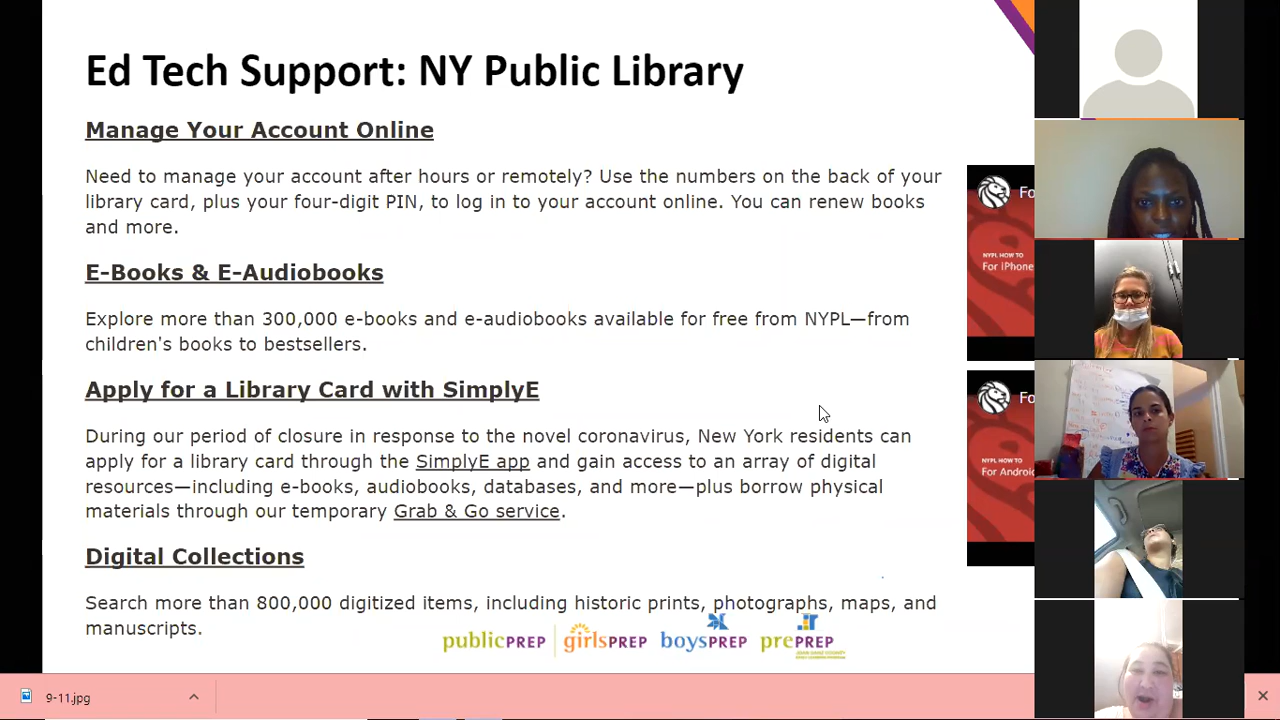 Ed Tech Support: NY Public Library
Manage Your Account Online
Need to manage your account after hours or remotely? Use the numbers on the back of your
library card, plus your four-digit PIN, to log in to your account online. You can renew books
and more.
E-Books & E-Audiobooks
Explore more than 300,000 e-books and e-audiobooks available for free from NYPL—from
children's books to bestsellers.
Apply for a Library Card with SimplyE
During our period of closure in response to the novel coronavirus, New York residents can
apply for a library card through the SimplyE app and gain access to an array of digital
resources—including e-books, audiobooks, databases, and more—plus borrow physical
materials through our temporary Grab & Go service.
Digital Collections
Search more than 800,000 digitized items, including historic prints, photographs, maps, and
manuscripts.
publicPREP girlsPREP boysPREP prePREP
Fo
NYPL HOW TO
For iPhone
Fo
NYPL HOW TO
For Android
9-11.jpg